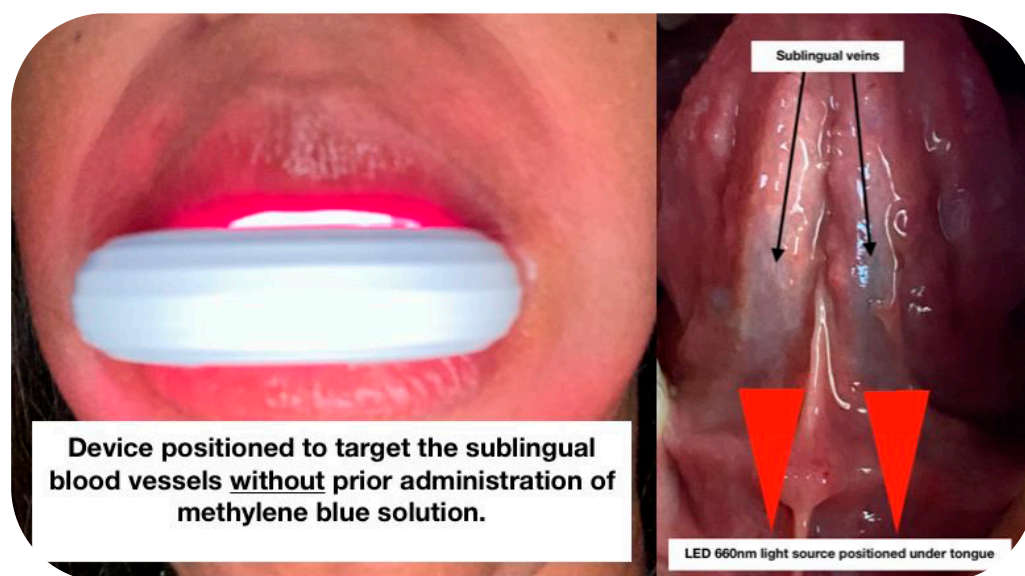 Device positioned to target the sublingual
blood vessels without prior administration of
methylene blue solution.
Sublingual veins
LED 660nm light source positioned under tongue